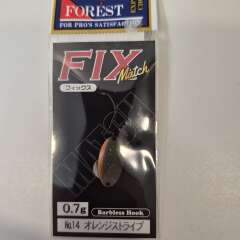 FOREST
FOR PRO'S SATISFACTION
FIX
Match
フィックス
0.7g
Barbless Hook
No.14 オレンジストライプ